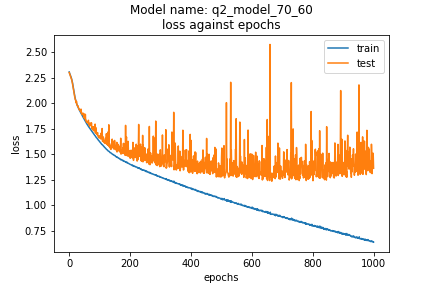 Model name: q2_model_70_60
loss against epochs
train
test
loss
2.50
2.25
2.00
1.75
1.50
1.25
1.00
0.75
0 200 400 600 800 1000
epochs